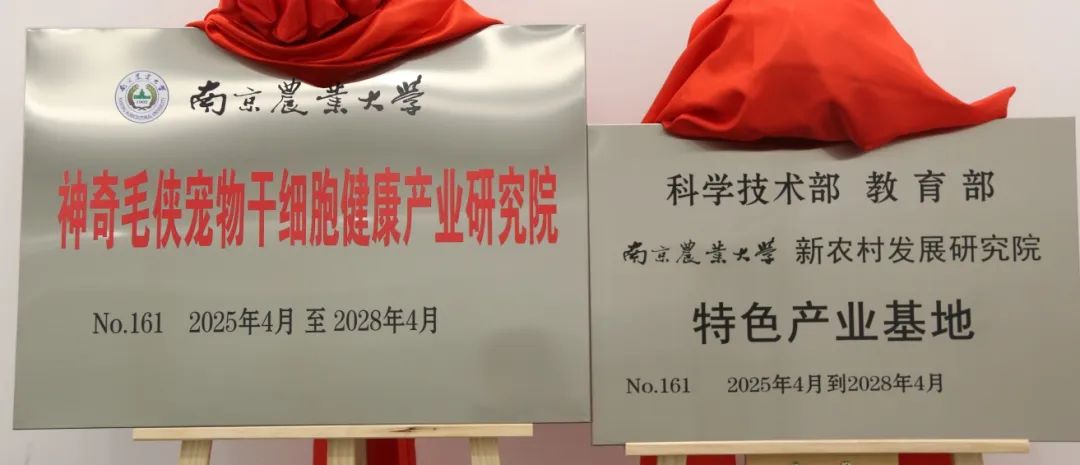 南京農業大学
神奇毛侠宠物干细胞健康产业研究院
No.161 2025年4月 至 2028年4月
科学技术部 教育部
南京農業大学 新农村发展研究院
特色产业基地
No.161 2025年4月到2028年4月